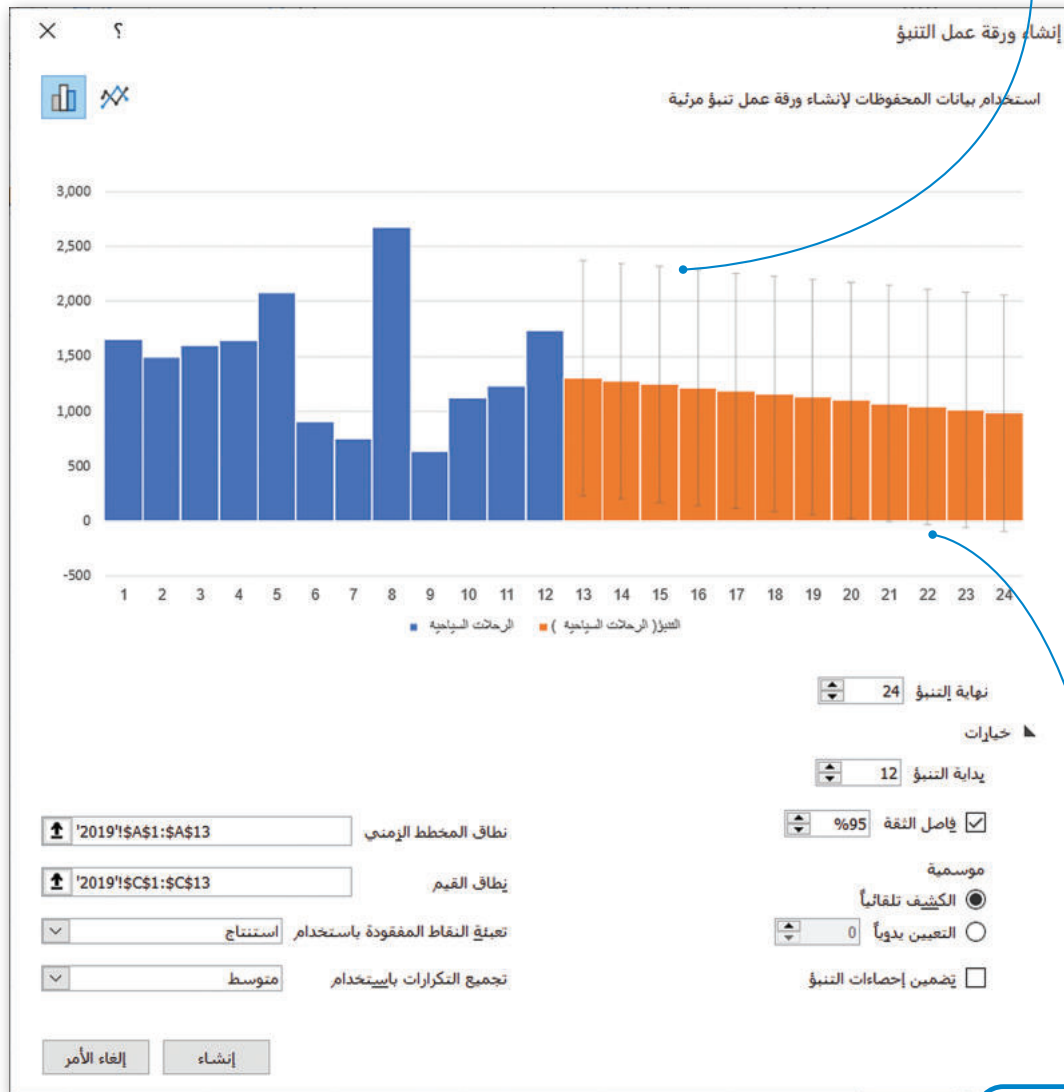 إنشاء ورقة عمل التنبؤ
؟
استخدام بيانات المحفوظات لإنشاء ورقة عمل تنبؤ مرئية
3,000
2,500
2,000
1,500
1,000
500
0
-500
1 2 3 4 5 6 7 8 9 10 11 12 13 14 15 16 17 18 19 20 21 22 23 24
التنبؤ( الرحلات السياحيه ) الرحلات السياحيه
نهاية التنبؤ 24
خيارات
بداية التنبؤ 12
فاصل الثقة %95
موسمية
الكشف تلقائياً
التعيين يدوياً 0
تضمين إحصاءات التنبؤ
نطاق المخطط الزمني '2019'!$A$1:$A$13
نطاق القيم '2019'!$C$1:$C$13
تعبئة النقاط المفقودة باستخدام استنتاج
تجميع التكرارات باستخدام متوسط
إنشاء إلغاء الأمر